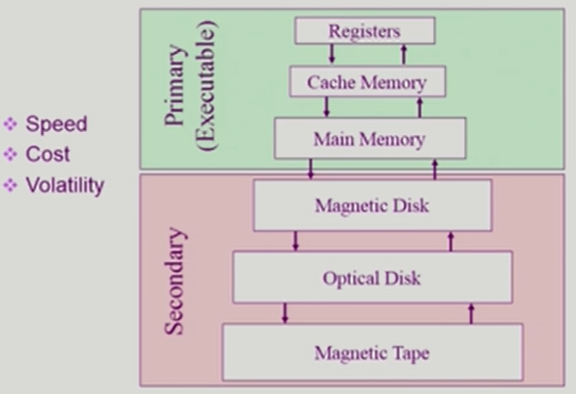 Speed
Cost
Volatility
Primary
(Executable)
Registers
Cache Memory
Main Memory
Secondary
Magnetic Disk
Optical Disk
Magnetic Tape